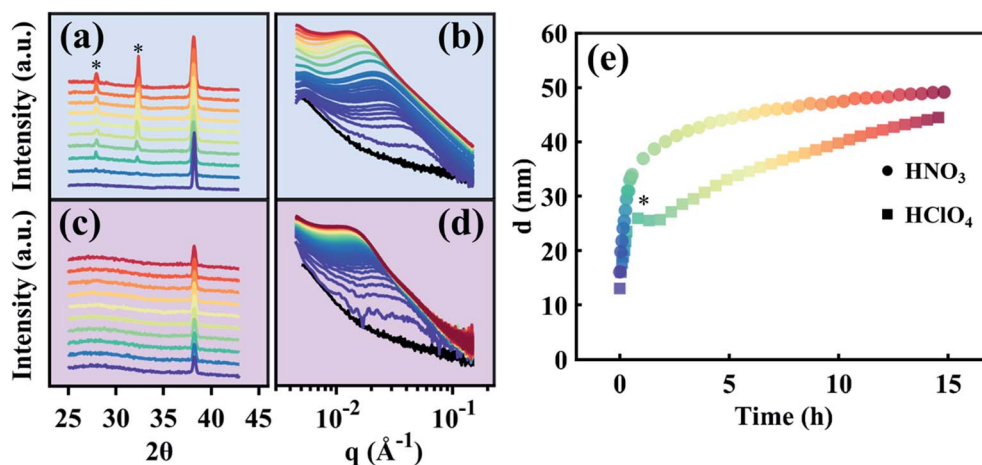 Intensity (a.u.)
(a)
*
*
(b)
Intensity (a.u.)
(c)
(d)
25 30 35 40 45
2θ
10⁻² 10⁻¹
q (Å⁻¹)
(e)
d (nm)
60
50
40
30
20
10
0
*
HNO₃
HClO₄
0 5 10 15
Time (h)